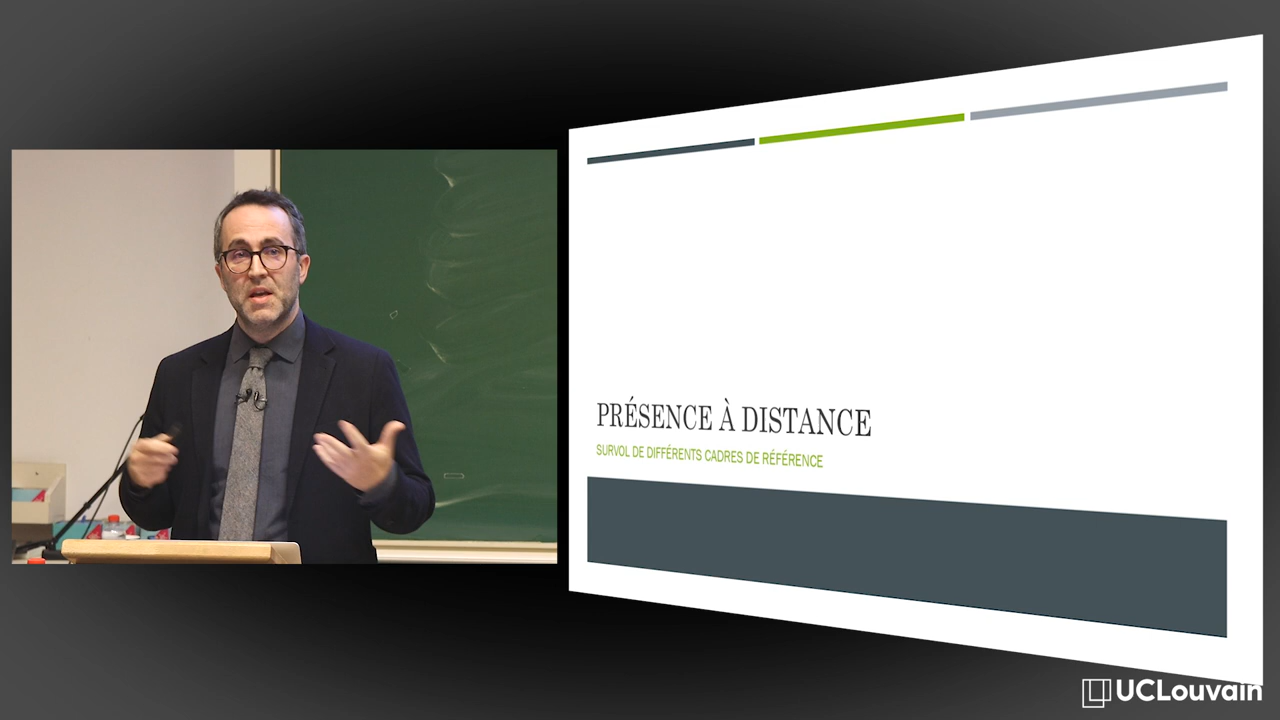 PRÉSENCE À DISTANCE
SURVOL DE DIFFÉRENTS CADRES DE RÉFÉRENCE
UCLouvain